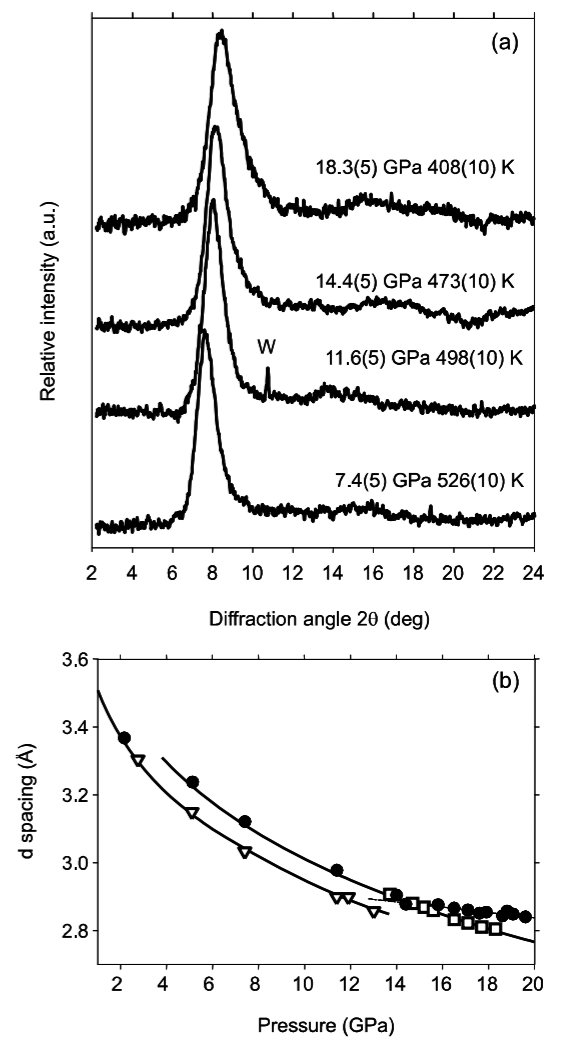 (a)
18.3(5) GPa 408(10) K
14.4(5) GPa 473(10) K
W
11.6(5) GPa 498(10) K
7.4(5) GPa 526(10) K
Relative intensity (a.u.)
2 4 6 8 10 12 14 16 18 20 22 24
Diffraction angle 2θ (deg)
(b)
3.6
3.4
3.2
3.0
2.8
d spacing (Å)
2 4 6 8 10 12 14 16 18 20
Pressure (GPa)